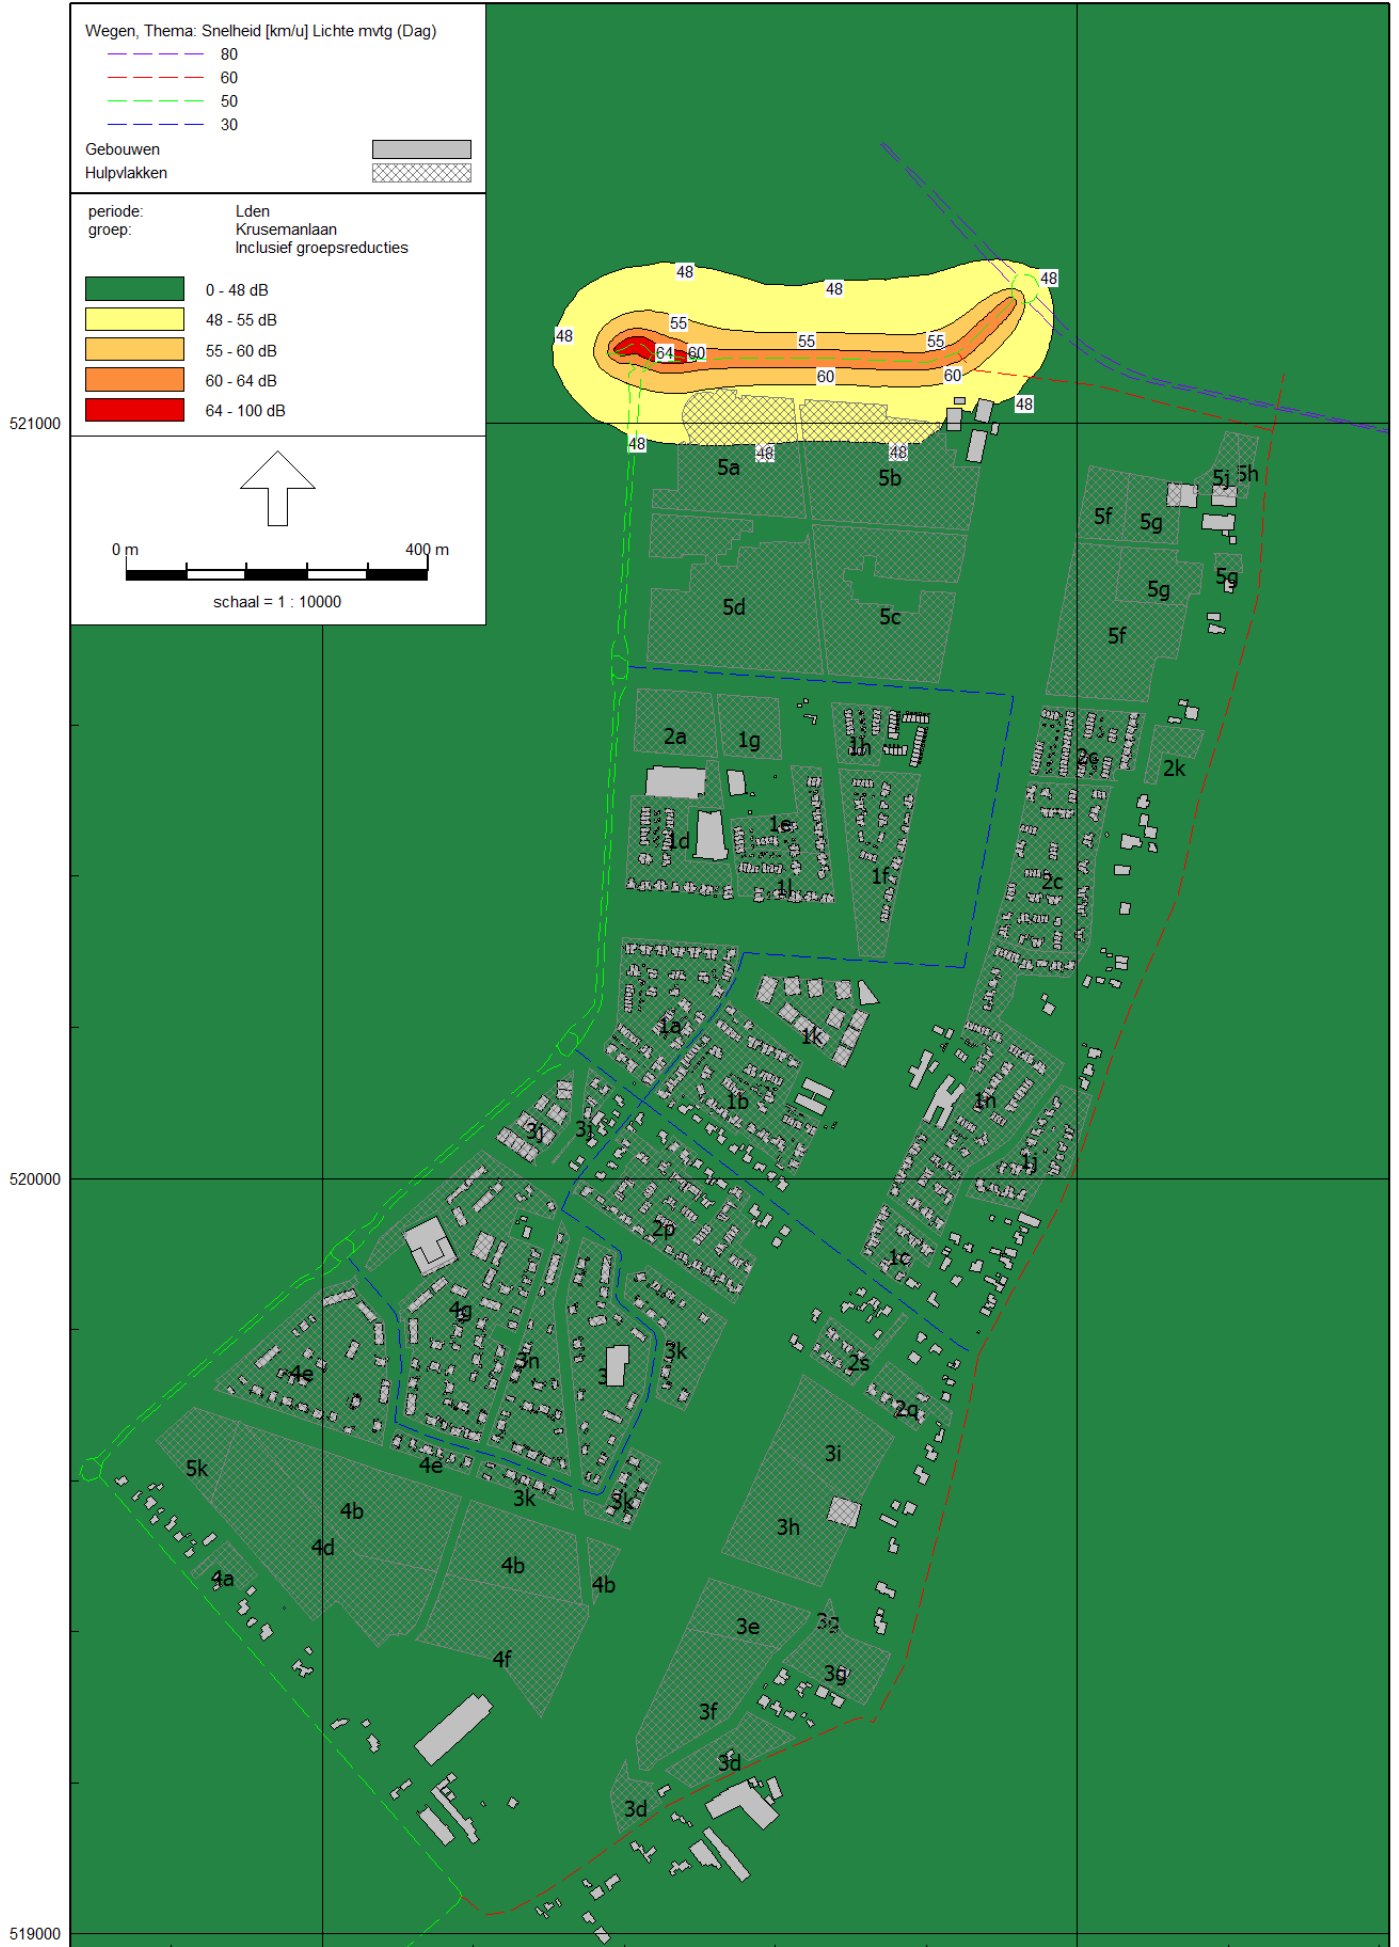 Wegen, Thema: Snelheid [km/u] Lichte mvtg (Dag)
80
60
50
30
Gebouwen
Hulpvlakken
periode: Lden
groep: Krusemanlaan
Inclusief groepsreducties
0 - 48 dB
48 - 55 dB
55 - 60 dB
60 - 64 dB
64 - 100 dB
0 m 400 m
schaal = 1 : 10000
48
48
48
48
55
55
55
64 60
60
60
48
521000
48
48
48
5a
5b
5j
5h
5f
5g
5g
5g
5d
5c
5f
2a
1g
1h
2c
2k
1d
1e
1f
1l
2c
1a
1k
1b
1n
3j
3j
1j
520000
2p
1c
4g
3n
3k
4e
2s
2q
3i
5k
4e
3k
3k
4b
3h
4d
4b
4a
4b
3e
3g
4f
3g
3f
3d
3d
519000